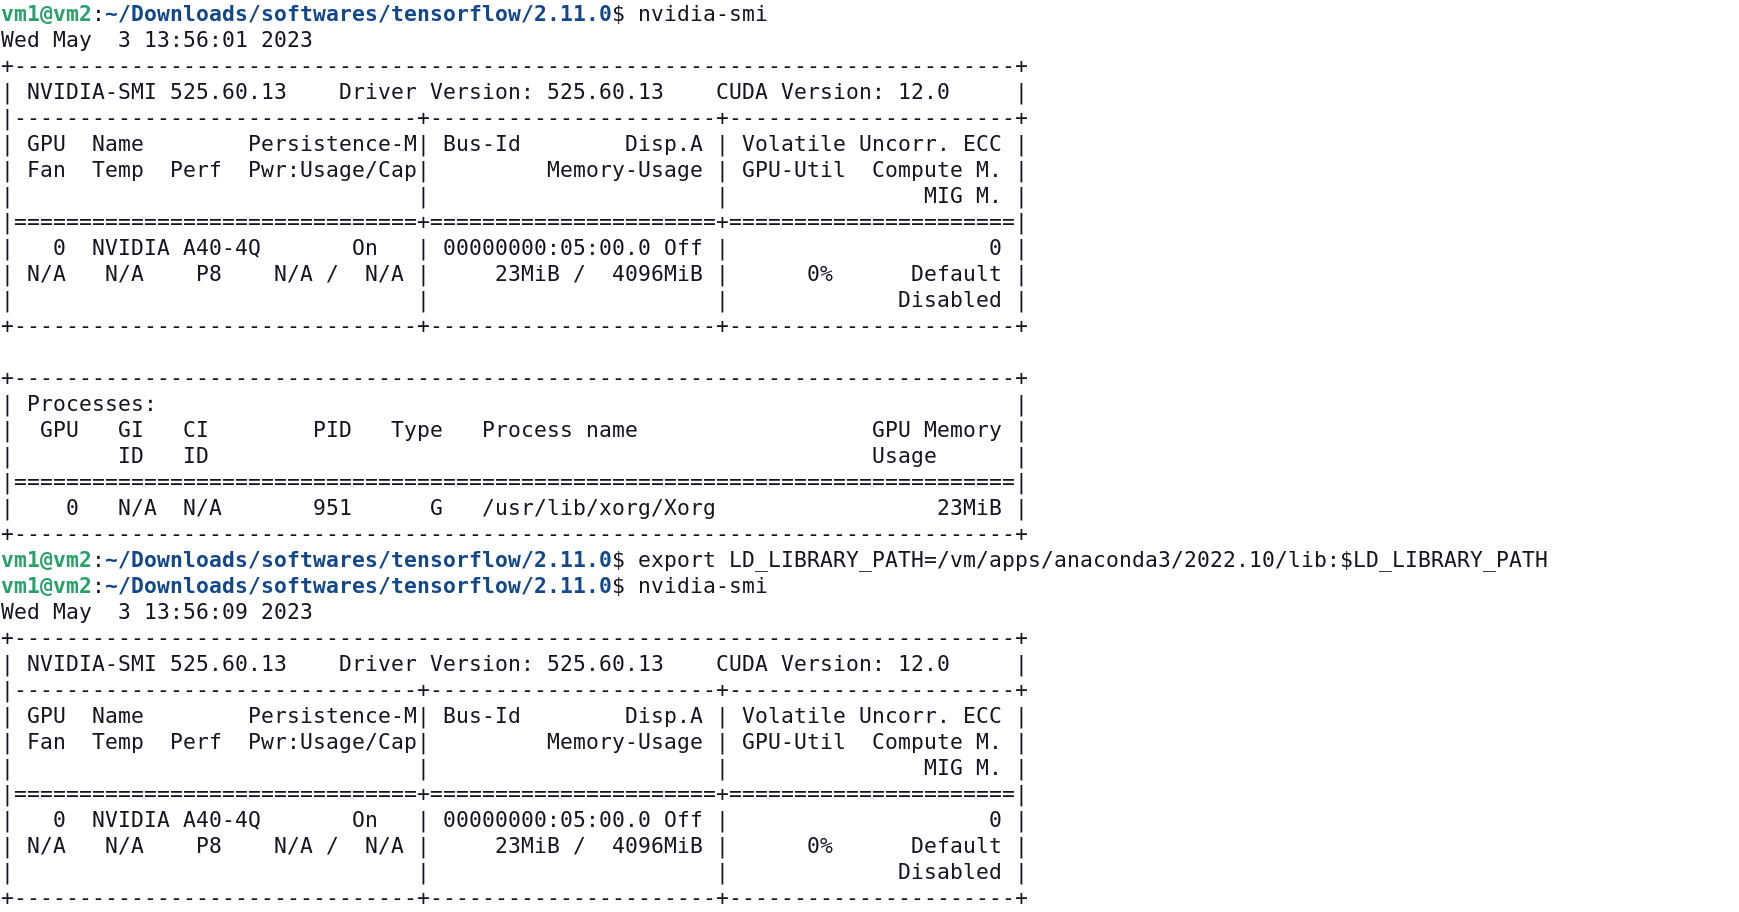 vm1@vm2:~/Downloads/softwares/tensorflow/2.11.0$ nvidia-smi
Wed May  3 13:56:01 2023
+-----------------------------------------------------------------------------+
| NVIDIA-SMI 525.60.13    Driver Version: 525.60.13    CUDA Version: 12.0     |
|-------------------------------+----------------------+----------------------+
| GPU  Name        Persistence-M| Bus-Id        Disp.A | Volatile Uncorr. ECC |
| Fan  Temp  Perf  Pwr:Usage/Cap|         Memory-Usage | GPU-Util  Compute M. |
|                               |                      |               MIG M. |
|===============================+======================+======================|
|   0  NVIDIA A40-4Q       On   | 00000000:05:00.0 Off |                    0 |
| N/A   N/A    P8    N/A /  N/A |     23MiB /  4096MiB |      0%      Default |
|                               |                      |             Disabled |
+-------------------------------+----------------------+----------------------+

+-----------------------------------------------------------------------------+
| Processes:                                                                  |
|  GPU   GI   CI        PID   Type   Process name                  GPU Memory |
|        ID   ID                                                   Usage      |
|=============================================================================|
|    0   N/A  N/A       951      G   /usr/lib/xorg/Xorg                 23MiB |
+-----------------------------------------------------------------------------+
vm1@vm2:~/Downloads/softwares/tensorflow/2.11.0$ export LD_LIBRARY_PATH=/vm/apps/anaconda3/2022.10/lib:$LD_LIBRARY_PATH
vm1@vm2:~/Downloads/softwares/tensorflow/2.11.0$ nvidia-smi
Wed May  3 13:56:09 2023
+-----------------------------------------------------------------------------+
| NVIDIA-SMI 525.60.13    Driver Version: 525.60.13    CUDA Version: 12.0     |
|-------------------------------+----------------------+----------------------+
| GPU  Name        Persistence-M| Bus-Id        Disp.A | Volatile Uncorr. ECC |
| Fan  Temp  Perf  Pwr:Usage/Cap|         Memory-Usage | GPU-Util  Compute M. |
|                               |                      |               MIG M. |
|===============================+======================+======================|
|   0  NVIDIA A40-4Q       On   | 00000000:05:00.0 Off |                    0 |
| N/A   N/A    P8    N/A /  N/A |     23MiB /  4096MiB |      0%      Default |
|                               |                      |             Disabled |
+-------------------------------+----------------------+----------------------+